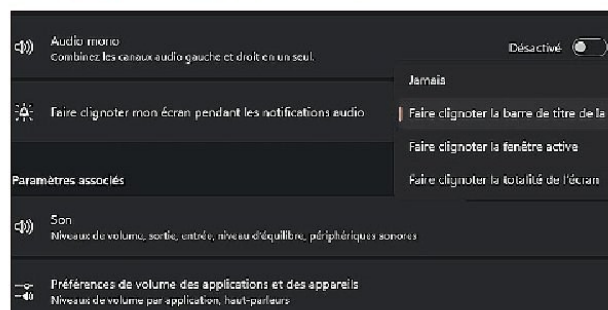 Audio mono
Combinez les canaux audio gauche et droit en un seul.
Désactivé
Jamais
Faire clignoter mon écran pendant les notifications audio
Faire clignoter la barre de titre de la
Faire clignoter la fenêtre active
Faire clignoter la totalité de l'écran
Paramètres associés
Son
Niveaux de volume, sortie, entrée, niveau d'équilibre, périphériques sonores
Préférences de volume des applications et des appareils
Niveaux de volume par application, haut-parleurs